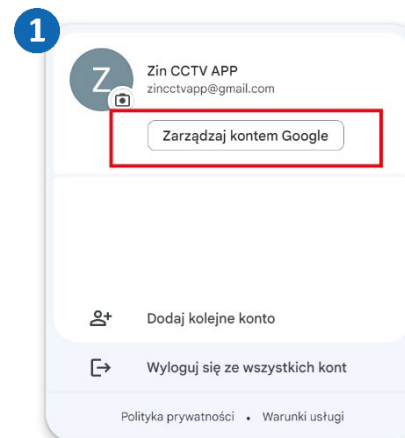 1
Z
Zin CCTV APP
zincctvapp@gmail.com
Zarządzaj kontem Google
Dodaj kolejne konto
Wyloguj się ze wszystkich kont
Polityka prywatności • Warunki usługi